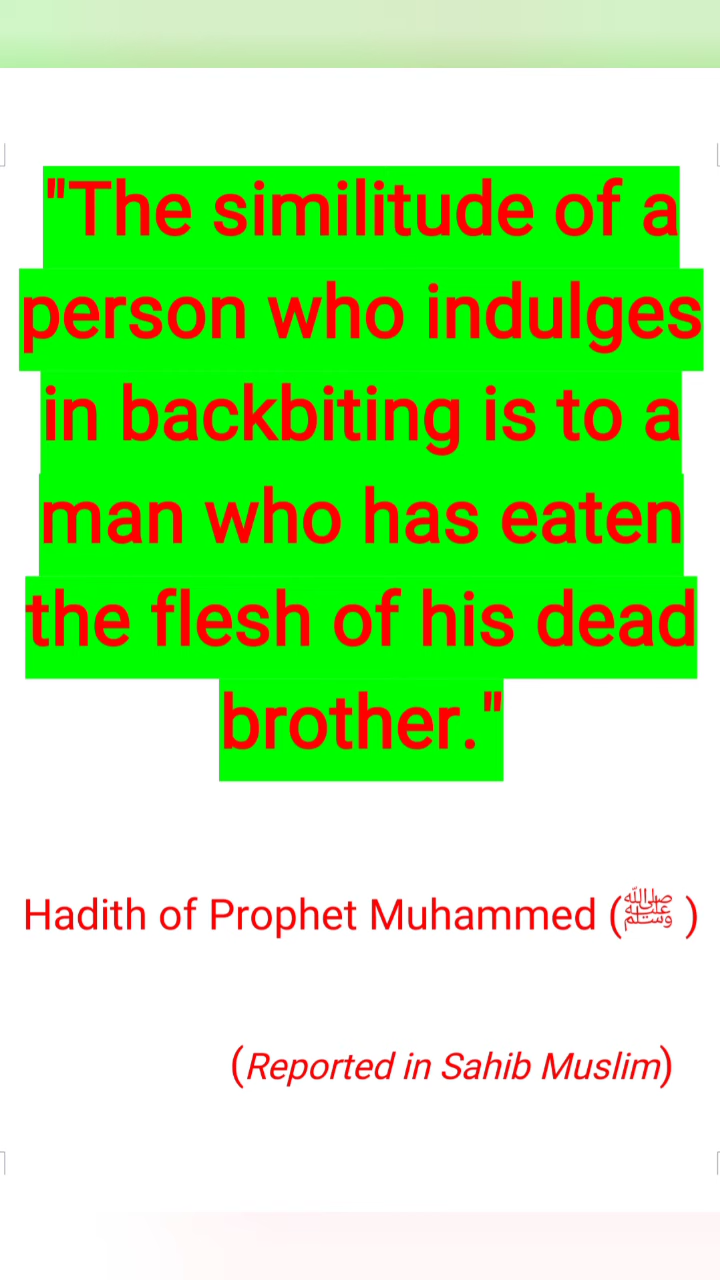 "The similitude of a
person who indulges
in backbiting is to a
man who has eaten
the flesh of his dead
brother."
Hadith of Prophet Muhammed (ﷺ )
(Reported in Sahib Muslim)